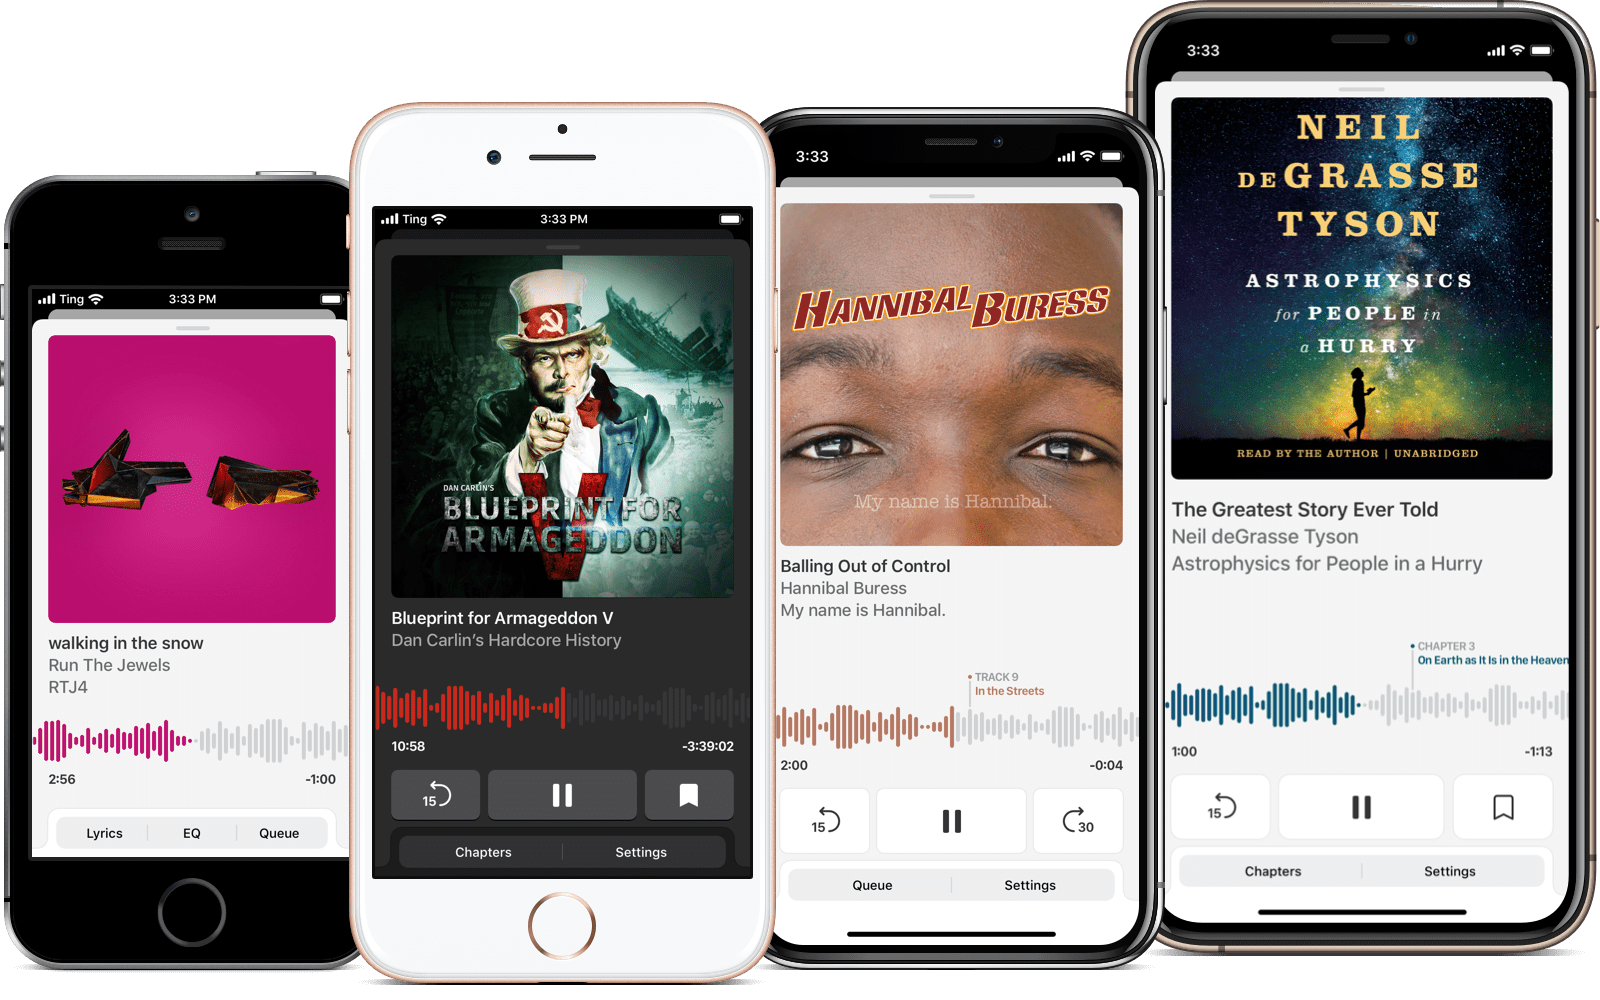 Ting
3:33 PM
walking in the snow
Run The Jewels
RTJ4
2:56
-1:00
Lyrics
EQ
Queue
Ting
3:33 PM
DAN CARLIN'S
BLUEPRINT FOR
ARMAGEDDON
V
Blueprint for Armageddon V
Dan Carlin's Hardcore History
10:58
-3:39:02
15
Chapters
Settings
3:33
HANNIBAL BURESS
My name is Hannibal.
Balling Out of Control
Hannibal Buress
My name is Hannibal.
TRACK 9
In the Streets
2:00
-0:04
15
30
Queue
Settings
3:33
NEIL
DEGRASSE
TYSON
ASTROPHYSICS
for PEOPLE in
a HURRY
READ BY THE AUTHOR | UNABRIDGED
The Greatest Story Ever Told
Neil deGrasse Tyson
Astrophysics for People in a Hurry
CHAPTER 3
On Earth as It Is in the Heaven
1:00
-1:13
15
Chapters
Settings